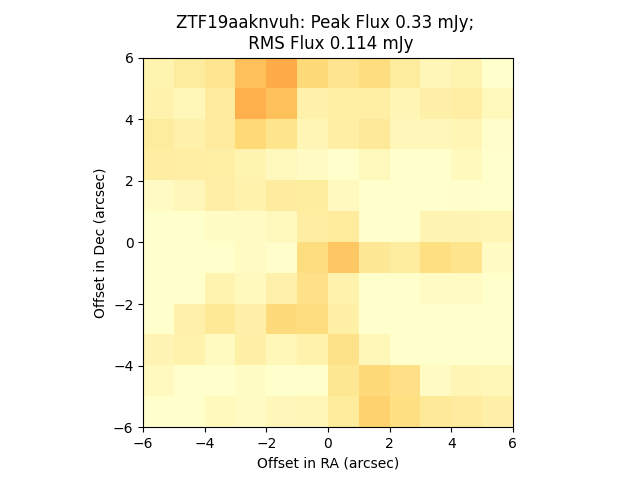 ZTF19aaknvuh: Peak Flux 0.33 mJy;
RMS Flux 0.114 mJy
6
4
2
0
−2
−4
−6
Offset in Dec (arcsec)
−6 −4 −2 0 2 4 6
Offset in RA (arcsec)